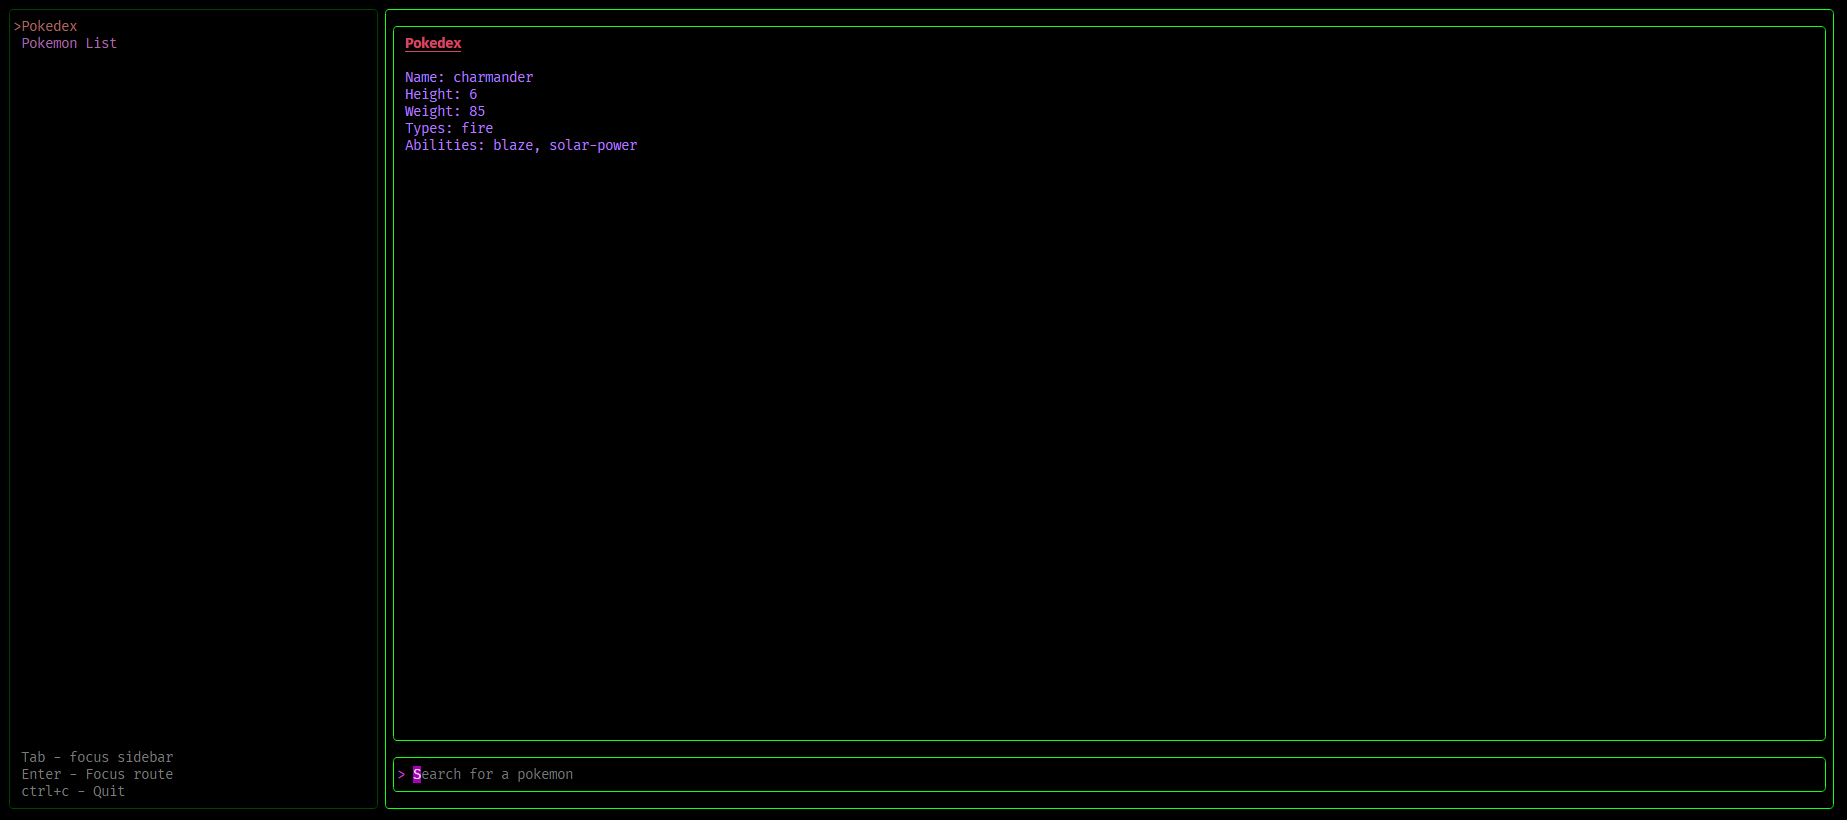 >Pokedex
Pokemon List
Tab - focus sidebar
Enter - Focus route
ctrl+c - Quit
Pokedex
Name: charmander
Height: 6
Weight: 85
Types: fire
Abilities: blaze, solar-power
> Search for a pokemon